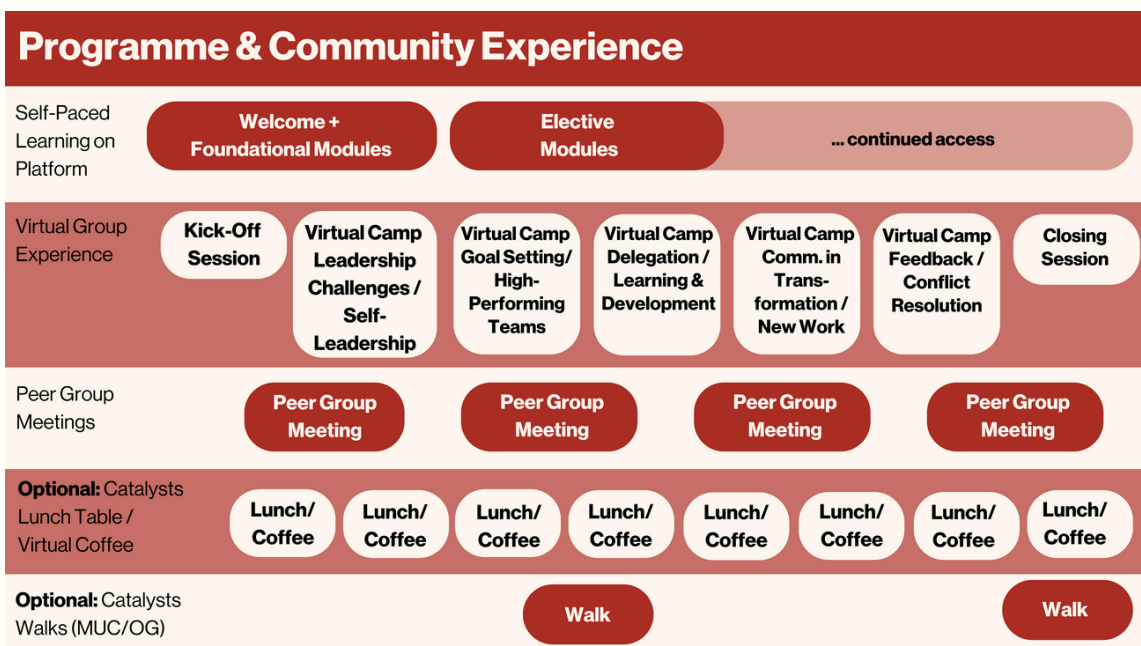 Programme & Community Experience
Self-Paced
Learning on
Platform
Welcome +
Foundational Modules
Elective
Modules
... continued access
Virtual Group
Experience
Kick-Off
Session
Virtual Camp
Leadership
Challenges /
Self-
Leadership
Virtual Camp
Goal Setting/
High-
Performing
Teams
Virtual Camp
Delegation /
Learning &
Development
Virtual Camp
Comm. in
Trans-
formation /
New Work
Virtual Camp
Feedback /
Conflict
Resolution
Closing
Session
Peer Group
Meetings
Peer Group
Meeting
Peer Group
Meeting
Peer Group
Meeting
Peer Group
Meeting
Optional: Catalysts
Lunch Table /
Virtual Coffee
Lunch/
Coffee
Lunch/
Coffee
Lunch/
Coffee
Lunch/
Coffee
Lunch/
Coffee
Lunch/
Coffee
Lunch/
Coffee
Lunch/
Coffee
Optional: Catalysts
Walks (MUC/OG)
Walk
Walk